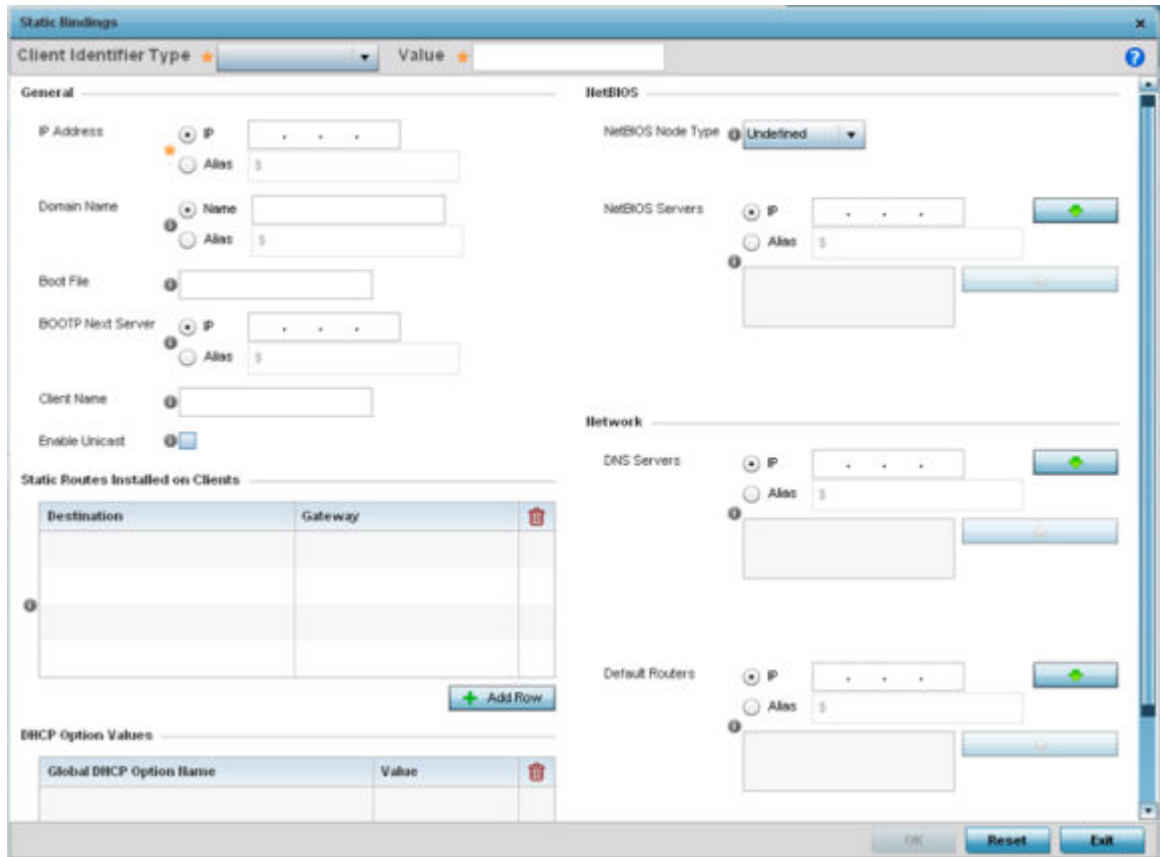 Static Bindings
Client Identifier Type
Value
General
IP Address
IP
. . .
Alias
$
Domain Name
Name
Alias
$
Boot File
BOOTP Next Server
IP
. . .
Alias
$
Client Name
Enable Unicast
Static Routes Installed on Clients
Destination Gateway
Add Row
DHCP Option Values
Global DHCP Option Name Value
NetBIOS
NetBIOS Node Type Undefined
NetBIOS Servers
IP
. . .
Alias
$
Network
DNS Servers
IP
. . .
Alias
$
Default Routers
IP
. . .
Alias
$
OK Reset Exit